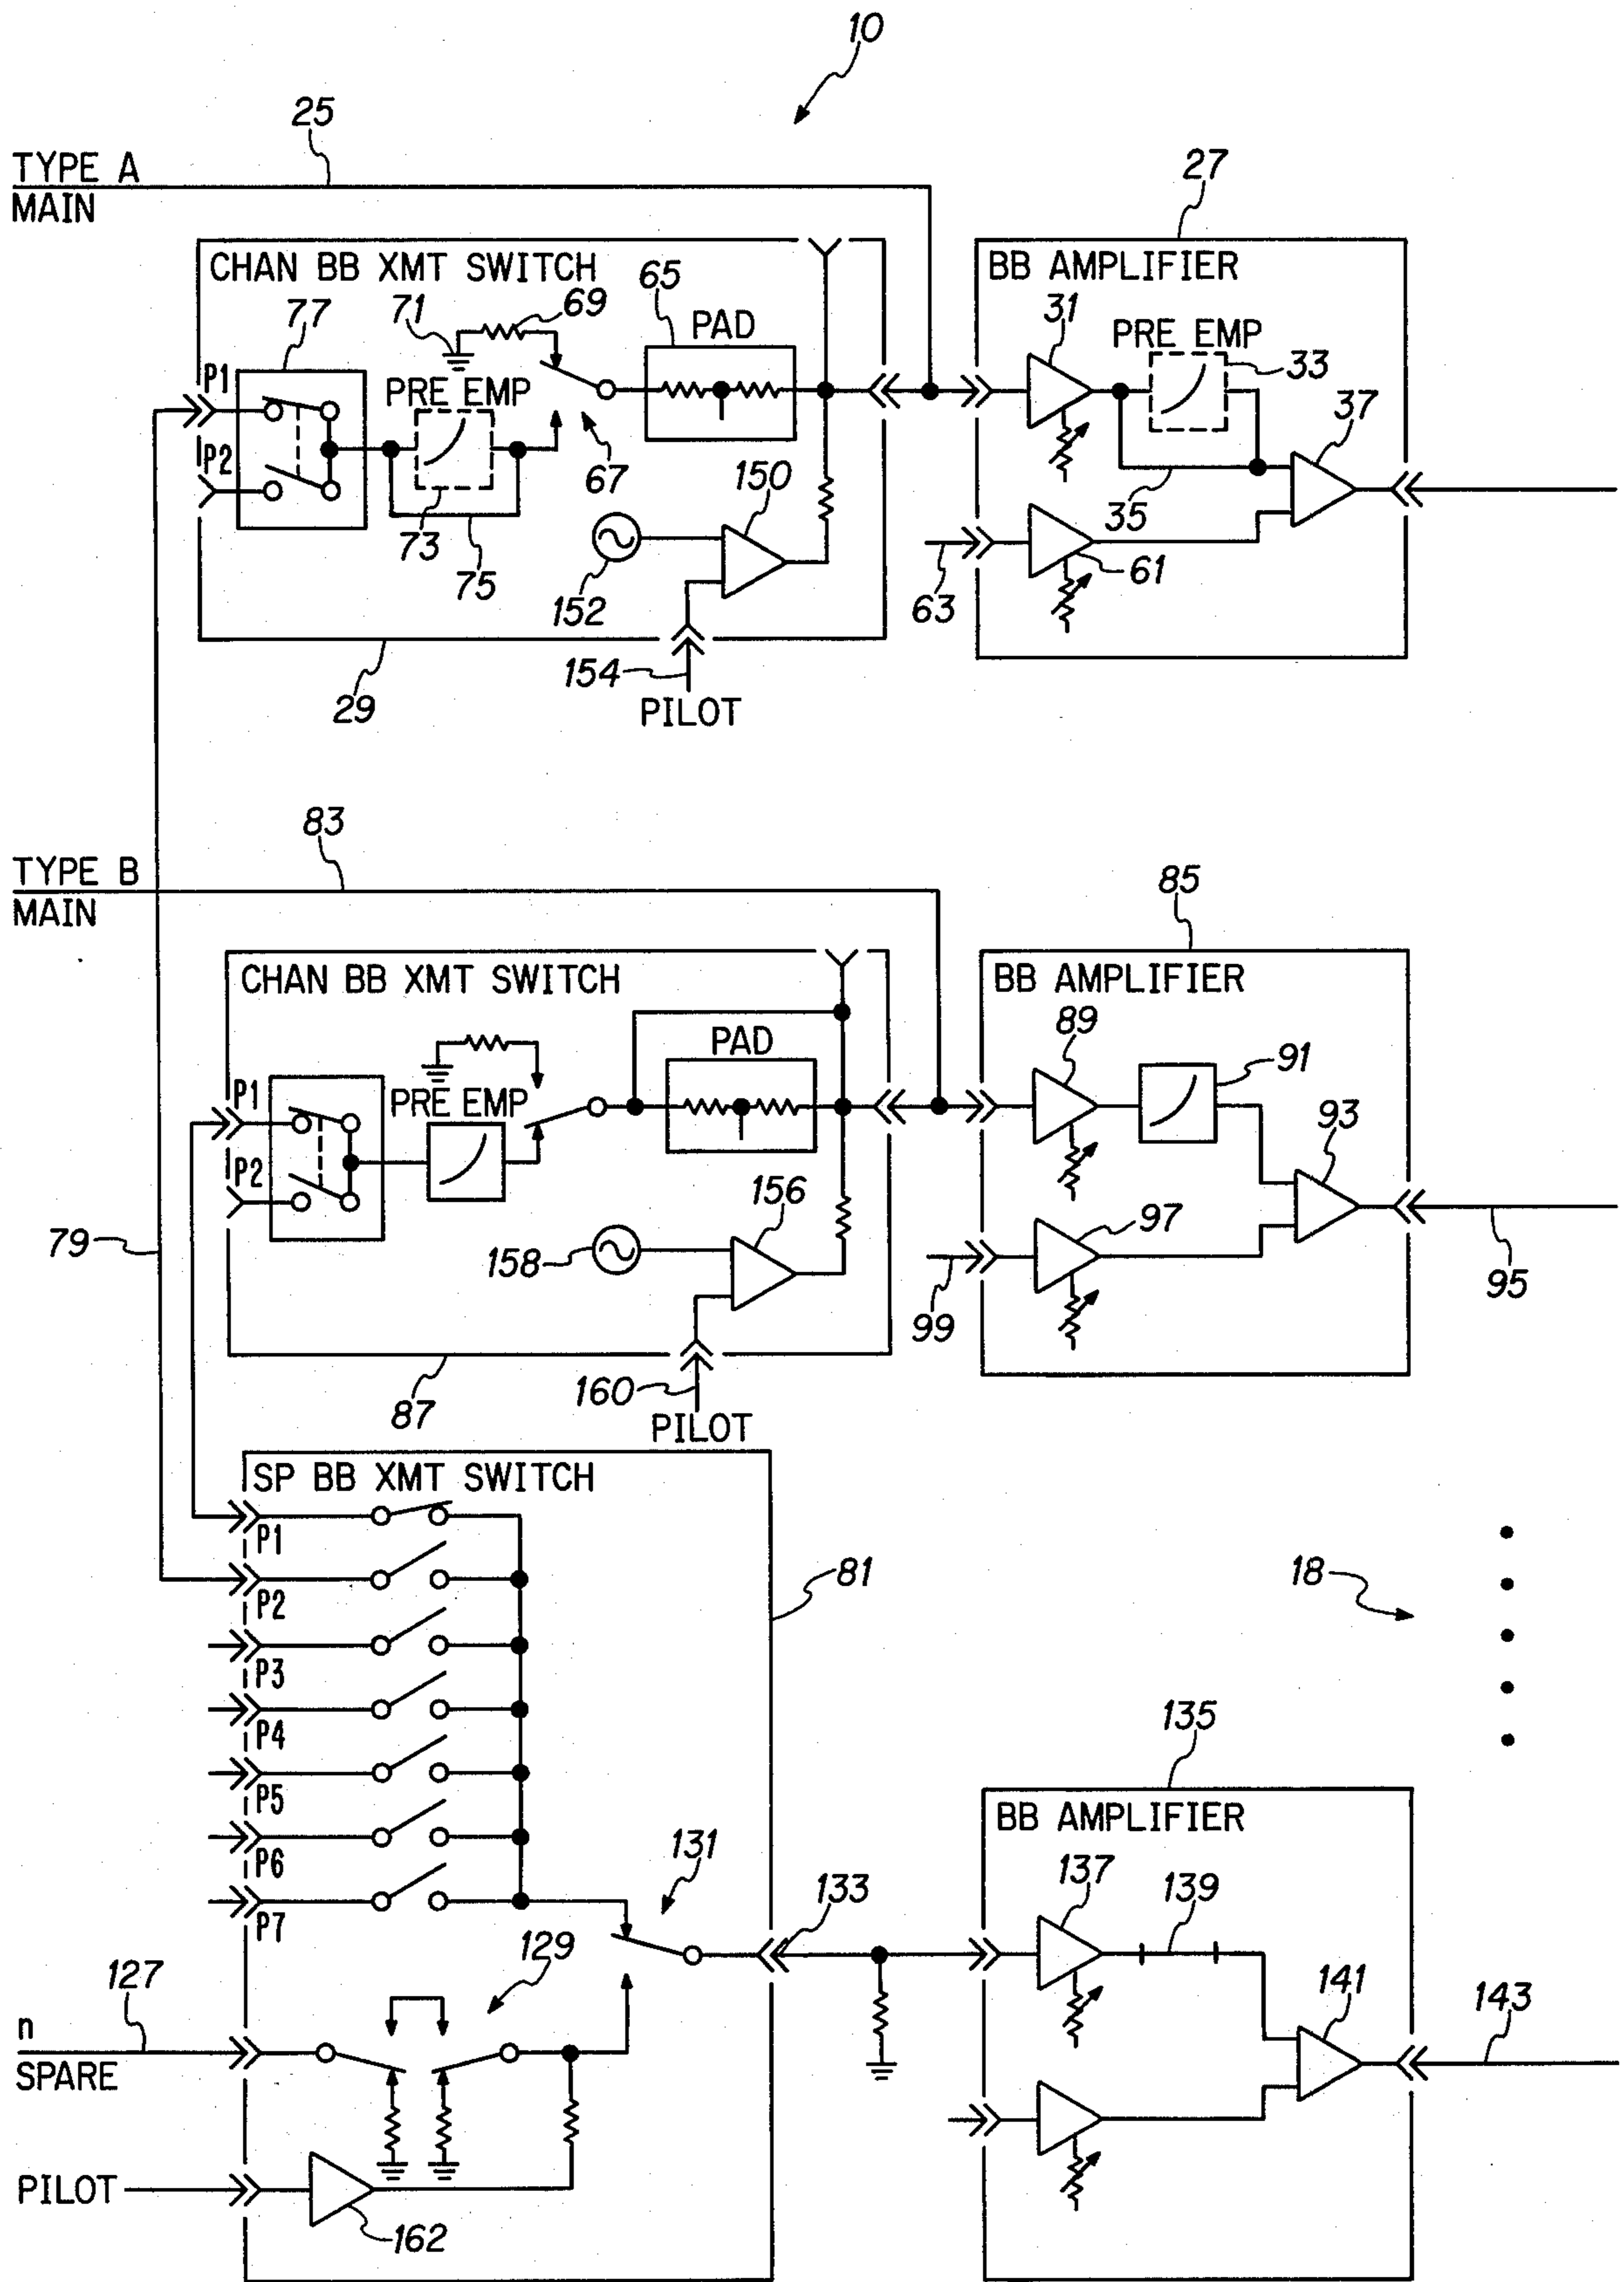 10
25
TYPE A
MAIN
27
CHAN BB XMT SWITCH
BB AMPLIFIER
65
69
71
77
PAD
31
PRE EMP
33
P1
PRE EMP
37
P2
67
150
35
73
75
152
63
61
29
154
PILOT
83
TYPE B
MAIN
85
CHAN BB XMT SWITCH
BB AMPLIFIER
89
PAD
91
P1
PRE EMP
93
P2
156
97
79
158
99
95
87
160
PILOT
SP BB XMT SWITCH
P1
81
18
P2
P3
P4
135
P5
BB AMPLIFIER
P6
131
137
133
139
P7
129
127
141
143
n
SPARE
PILOT
162